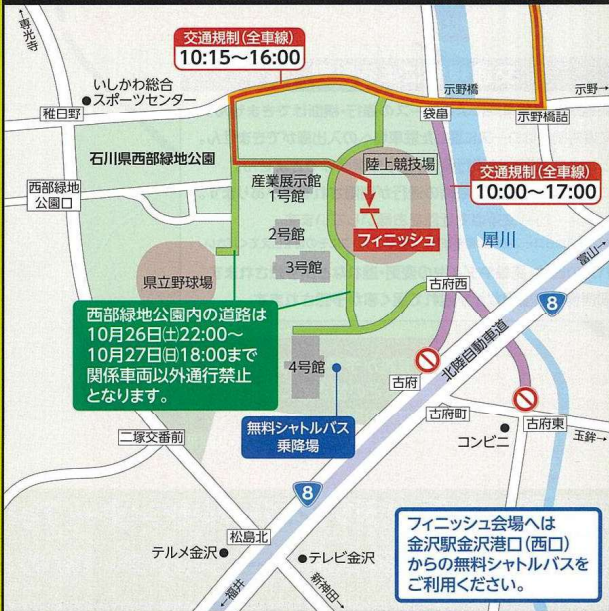 ←専光寺
交通規制(全車線)
10:15～16:00
いしかわ総合
スポーツセンター
稚日野
示野橋
示野→
袋畠
示野橋詰
石川県西部緑地公園
陸上競技場
産業展示館
1号館
西部緑地
公園口
交通規制(全車線)
10:00～17:00
2号館
フィニッシュ
犀川
富山→
3号館
県立野球場
古府西
8
西部緑地公園内の道路は
10月26日㈯22:00～
10月27日㈰18:00まで
関係車両以外通行禁止
となります。
北陸自動車道
4号館
古府
古府町
古府東
無料シャトルバス
乗降場
コンビニ
玉鉾→
二塚交番前
8
フィニッシュ会場へは
金沢駅金沢港口(西口)
からの無料シャトルバスを
ご利用ください。
松島北
テルメ金沢
テレビ金沢
←福井
新神田→